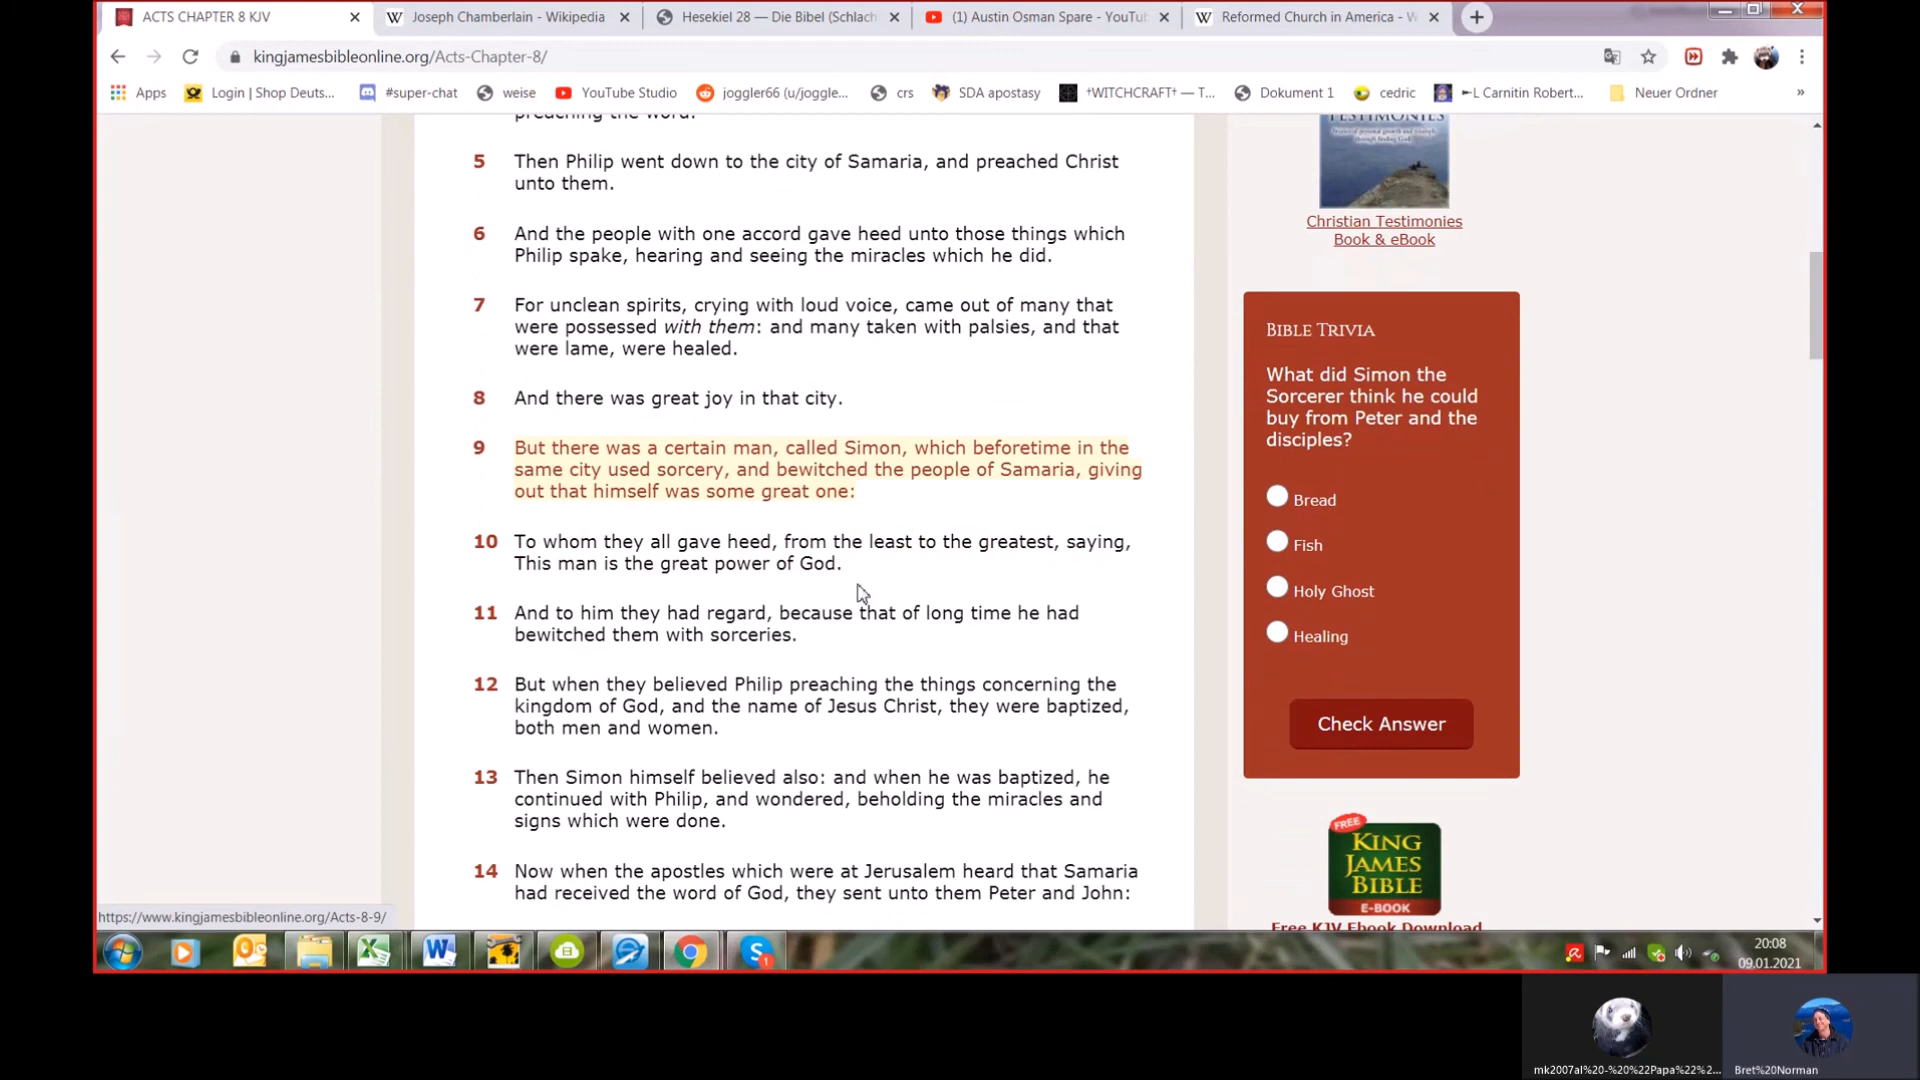 ACTS CHAPTER 8 KJV
Joseph Chamberlain - Wikipedia
Hesekiel 28 — Die Bibel (Schlach
(1) Austin Osman Spare - YouTu
Reformed Church in America - W
kingjamesbibleonline.org/Acts-Chapter-8/
Apps
Login | Shop Deuts...
#super-chat
weise
YouTube Studio
joggler66 (u/joggle...
crs
SDA apostasy
†WITCHCRAFT† — T...
Dokument 1
cedric
L Carnitin Robert...
Neuer Ordner
»
preaching the word.
5 Then Philip went down to the city of Samaria, and preached Christ
unto them.
6 And the people with one accord gave heed unto those things which
Philip spake, hearing and seeing the miracles which he did.
7 For unclean spirits, crying with loud voice, came out of many that
were possessed with them: and many taken with palsies, and that
were lame, were healed.
8 And there was great joy in that city.
9 But there was a certain man, called Simon, which beforetime in the
same city used sorcery, and bewitched the people of Samaria, giving
out that himself was some great one:
10 To whom they all gave heed, from the least to the greatest, saying,
This man is the great power of God.
11 And to him they had regard, because that of long time he had
bewitched them with sorceries.
12 But when they believed Philip preaching the things concerning the
kingdom of God, and the name of Jesus Christ, they were baptized,
both men and women.
13 Then Simon himself believed also: and when he was baptized, he
continued with Philip, and wondered, beholding the miracles and
signs which were done.
14 Now when the apostles which were at Jerusalem heard that Samaria
had received the word of God, they sent unto them Peter and John:
TESTIMONIES
Christian Testimonies
Book & eBook
BIBLE TRIVIA
What did Simon the
Sorcerer think he could
buy from Peter and the
disciples?
Bread
Fish
Holy Ghost
Healing
Check Answer
FREE
KING
JAMES
BIBLE
E-BOOK
Free KJV Ebook Download
https://www.kingjamesbibleonline.org/Acts-8-9/
20:08
09.01.2021
mk2007al%20-%20%22Papa%22%2...
Bret%20Norman